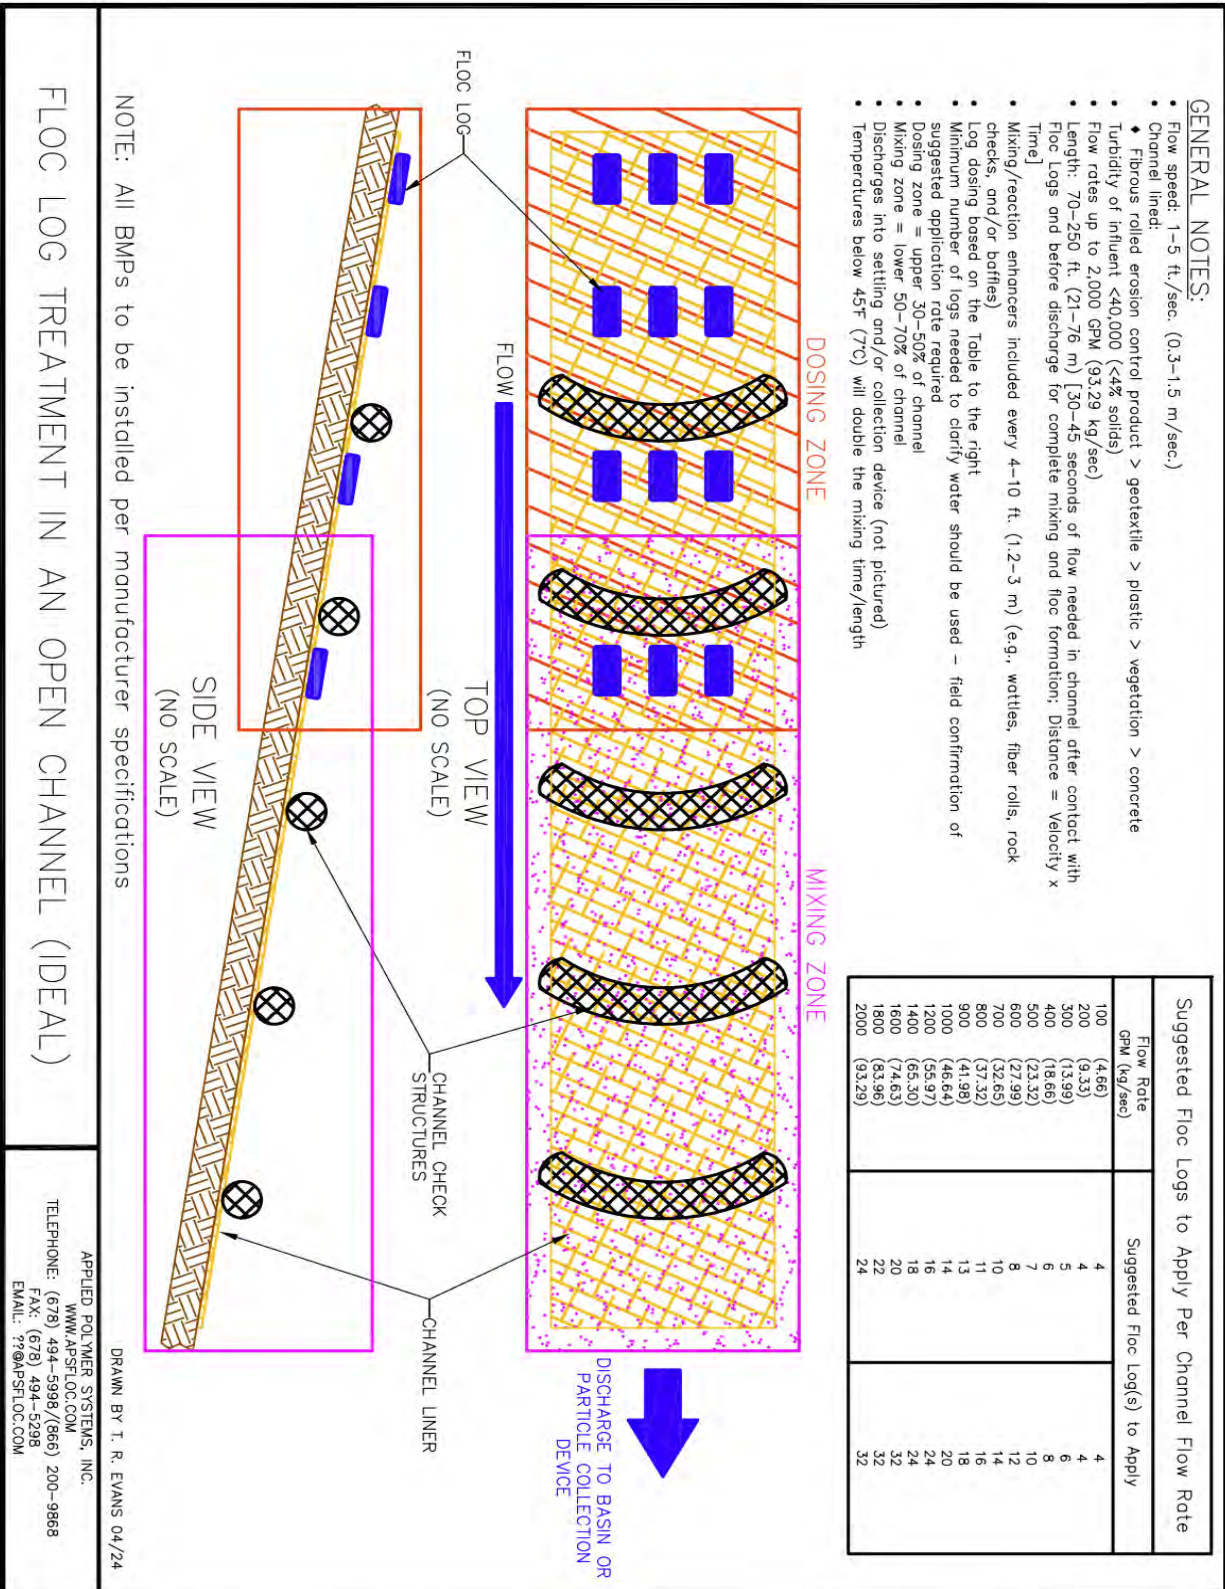 GENERAL NOTES:
• Flow speed: 1-5 ft./sec. (0.3-1.5 m/sec.)
• Channel lined:
♦ Fibrous rolled erosion control product > geotextile > plastic > vegetation > concrete
• Turbidity of influent <40,000 (<4% solids)
• Flow rates up to 2,000 GPM (93.29 kg/sec)
• Length: 70-250 ft. (21-76 m) [30-45 seconds of flow needed in channel after contact with
Floc Logs and before discharge for complete mixing and floc formation; Distance = Velocity x
Time]
• Mixing/reaction enhancers included every 4-10 ft. (1.2-3 m) (e.g., wattles, fiber rolls, rock
checks, and/or baffles)
• Log dosing based on the Table to the right
• Minimum number of logs needed to clarify water should be used - field confirmation of
suggested application rate required
• Dosing zone = upper 30-50% of channel
• Mixing zone = lower 50-70% of channel
• Discharges into settling and/or collection device (not pictured)
• Temperatures below 45°F (7°C) will double the mixing time/length
Suggested Floc Logs to Apply Per Channel Flow Rate
Flow Rate
GPM (kg/sec)
Suggested Floc Log(s) to Apply
100 (4.66) 4 4
200 (9.33) 4 4
300 (13.99) 5 6
400 (18.66) 6 8
500 (23.32) 7 10
600 (27.99) 8 12
700 (32.65) 10 14
800 (37.32) 11 16
900 (41.98) 13 18
1000 (46.64) 14 20
1200 (55.97) 16 24
1400 (65.30) 18 24
1600 (74.63) 20 32
1800 (83.96) 22 32
2000 (93.29) 24 32
DOSING ZONE
MIXING ZONE
DISCHARGE TO BASIN OR
PARTICLE COLLECTION
DEVICE
FLOW
TOP VIEW
(NO SCALE)
FLOC LOG
CHANNEL CHECK
STRUCTURES
CHANNEL LINER
SIDE VIEW
(NO SCALE)
NOTE: All BMPs to be installed per manufacturer specifications
DRAWN BY T. R. EVANS 04/24
FLOC LOG TREATMENT IN AN OPEN CHANNEL (IDEAL)
APPLIED POLYMER SYSTEMS, INC.
WWW.APSFLOC.COM
TELEPHONE: (678) 494-5998/(866) 200-9868
FAX: (678) 494-5298
EMAIL: ??@APSFLOC.COM